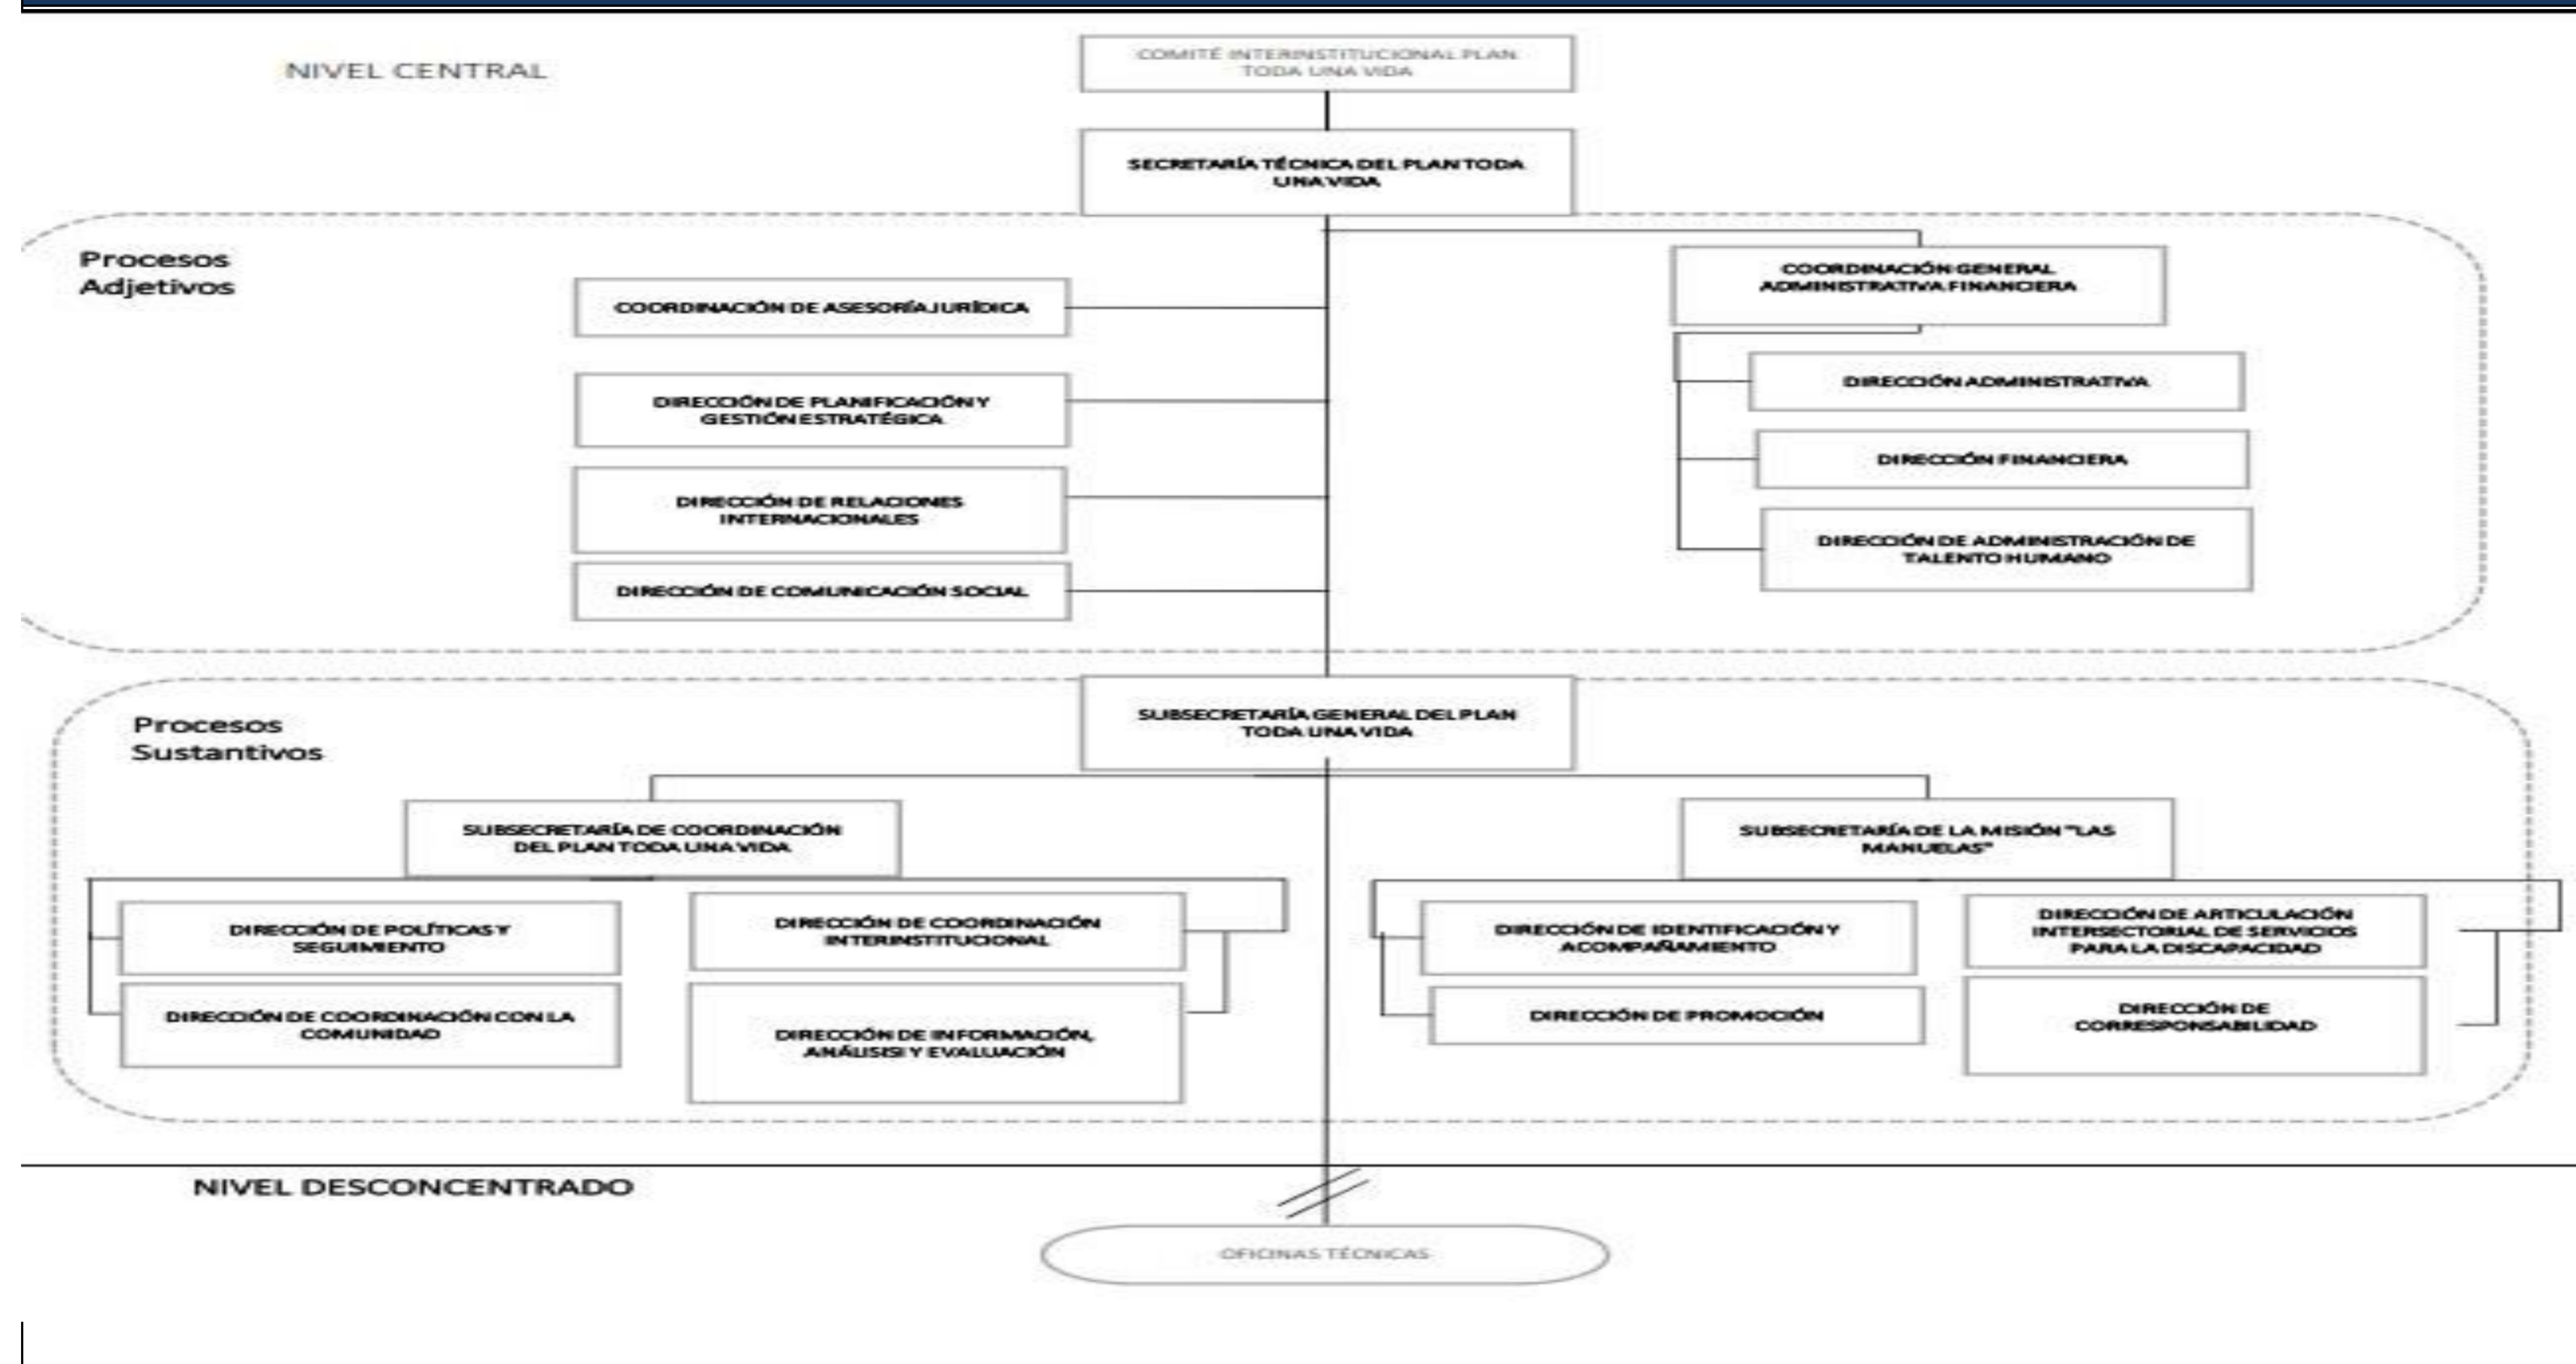 NIVEL CENTRAL
COMITÉ INTERINSTITUCIONAL PLAN
TODA UNA VIDA
SECRETARÍA TÉCNICA DEL PLAN TODA
UNA VIDA
Procesos
Adjetivos
COORDINACIÓN GENERAL
ADMINISTRATIVA FINANCIERA
COORDINACIÓN DE ASESORÍA JURÍDICA
DIRECCIÓN ADMINISTRATIVA
DIRECCIÓN DE PLANIFICACIÓN Y
GESTIÓN ESTRATÉGICA
DIRECCIÓN FINANCIERA
DIRECCIÓN DE RELACIONES
INTERNACIONALES
DIRECCIÓN DE ADMINISTRACIÓN DE
TALENTO HUMANO
DIRECCIÓN DE COMUNICACIÓN SOCIAL
Procesos
Sustantivos
SUBSECRETARÍA GENERAL DEL PLAN
TODA UNA VIDA
SUBSECRETARÍA DE COORDINACIÓN
DEL PLAN TODA UNA VIDA
SUBSECRETARÍA DE LA MISIÓN "LAS
MANUELAS"
DIRECCIÓN DE POLÍTICAS Y
SEGUIMIENTO
DIRECCIÓN DE COORDINACIÓN
INTERINSTITUCIONAL
DIRECCIÓN DE IDENTIFICACIÓN Y
ACOMPAÑAMIENTO
DIRECCIÓN DE ARTICULACIÓN
INTERSECTORIAL DE SERVICIOS
PARA LA DISCAPACIDAD
DIRECCIÓN DE COORDINACIÓN CON LA
COMUNIDAD
DIRECCIÓN DE INFORMACIÓN,
ANÁLISISI Y EVALUACIÓN
DIRECCIÓN DE PROMOCIÓN
DIRECCIÓN DE
CORRESPONSABILIDAD
NIVEL DESCONCENTRADO
OFICINAS TÉCNICAS